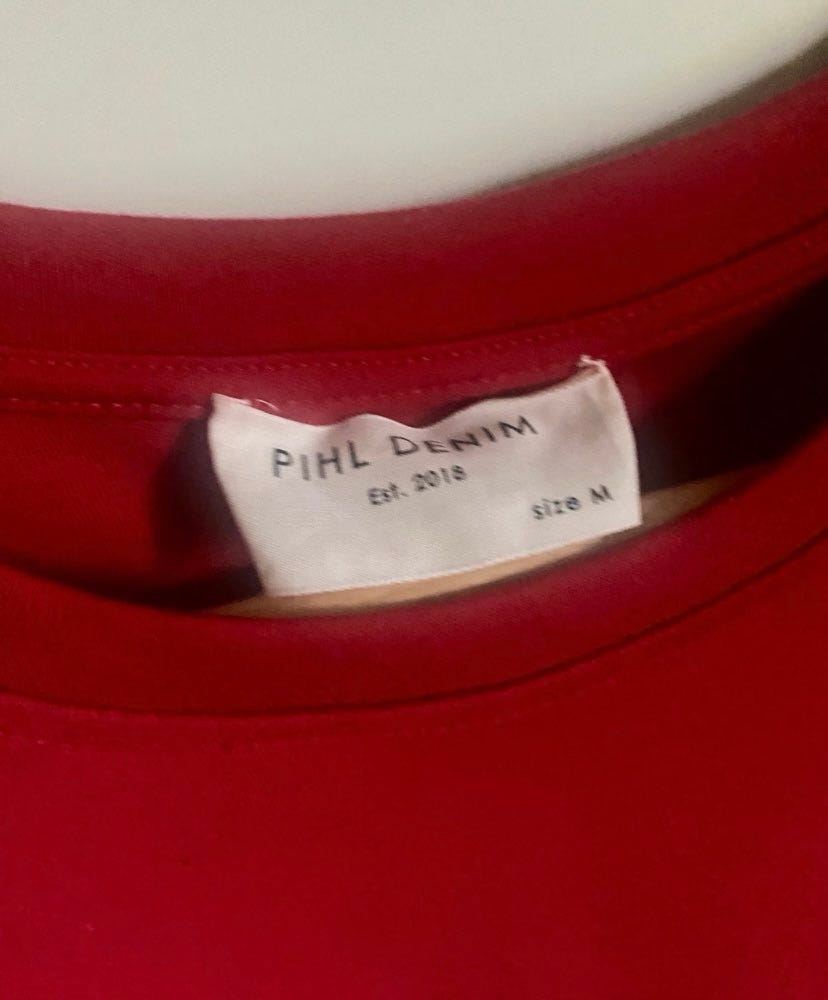 PIHL DENIM
Est. 2018
size M